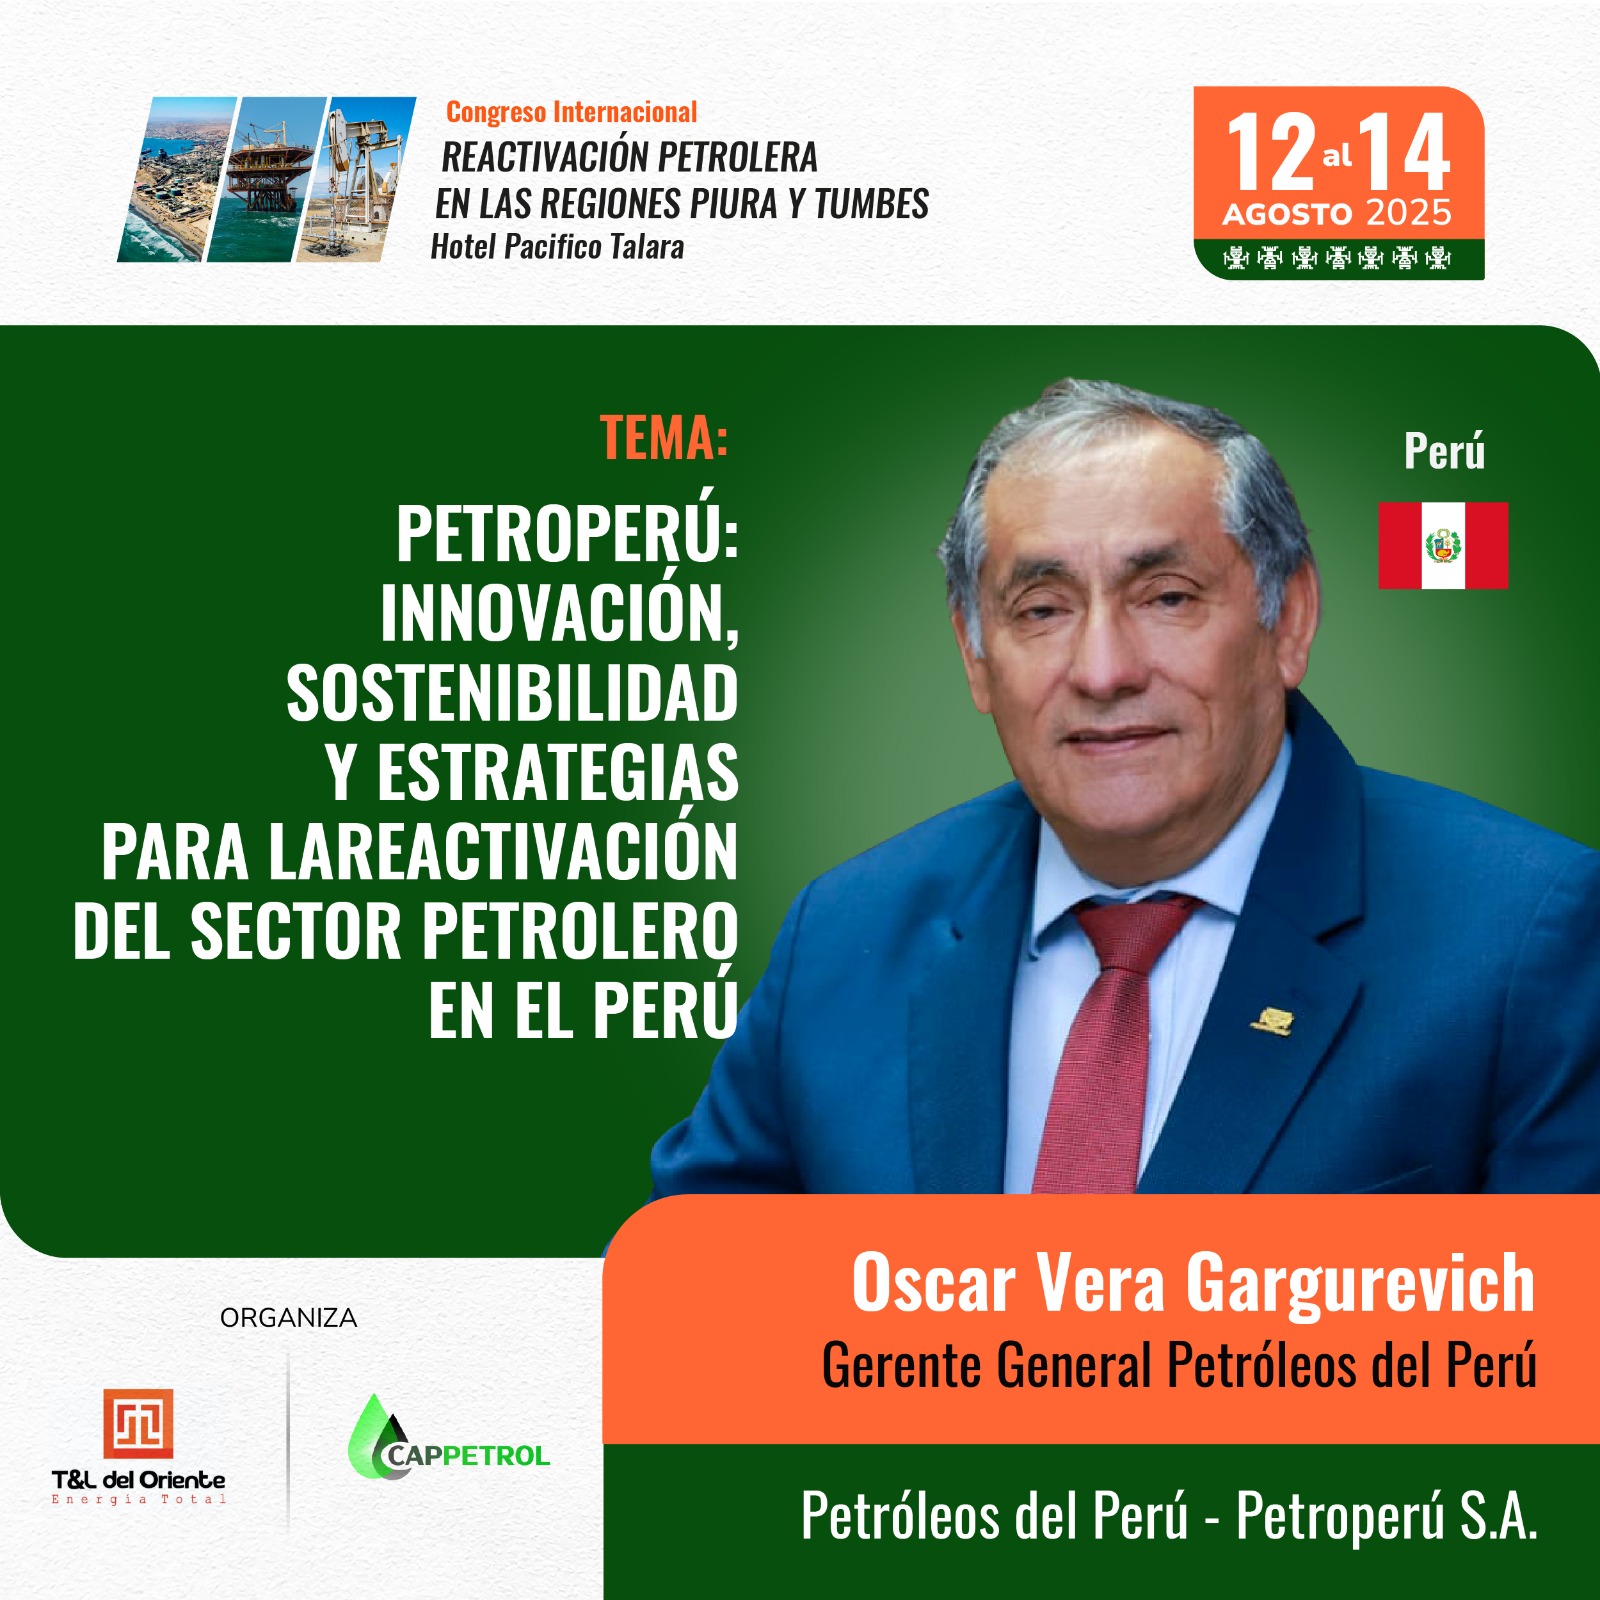 Congreso Internacional
REACTIVACIÓN PETROLERA
EN LAS REGIONES PIURA Y TUMBES
Hotel Pacifico Talara
12 al 14
AGOSTO 2025
TEMA:
PETROPERÚ:
INNOVACIÓN,
SOSTENIBILIDAD
Y ESTRATEGIAS
PARA LAREACTIVACIÓN
DEL SECTOR PETROLERO
EN EL PERÚ
Perú
Oscar Vera Gargurevich
Gerente General Petróleos del Perú
Petróleos del Perú - Petroperú S.A.
ORGANIZA
T&L del Oriente
Energía Total
CAPPETROL